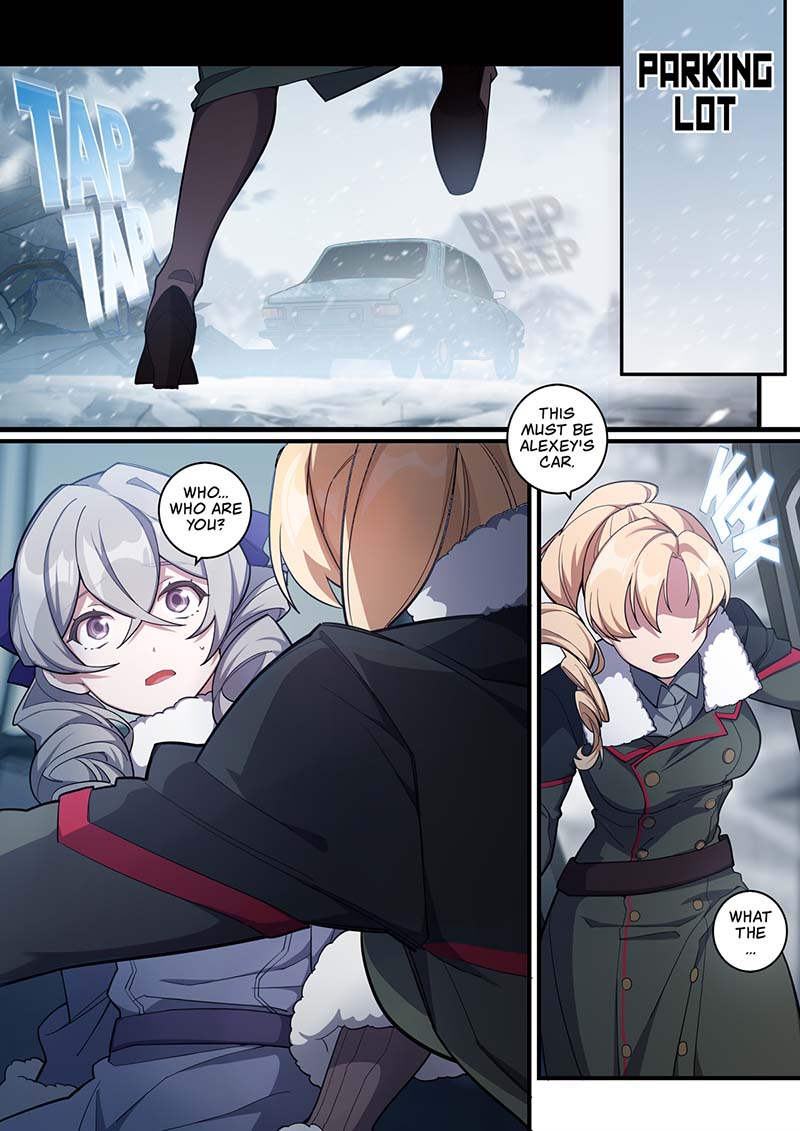 PARKING
LOT
TAP
TAP
BEEP
BEEP
THIS
MUST BE
ALEXEY'S
CAR.
KLAK
WHAT
THE
...
WHO...
WHO ARE
YOU?